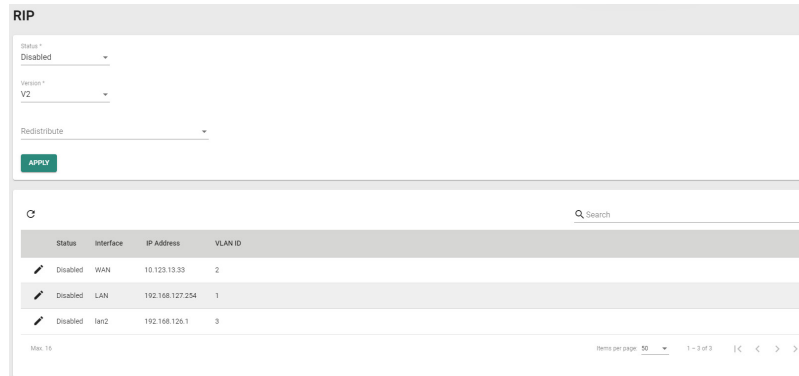 RIP
Status *
Disabled
Version *
V2
Redistribute
APPLY
Search
Status Interface IP Address VLAN ID
Disabled WAN 10.123.13.33 2
Disabled LAN 192.168.127.254 1
Disabled lan2 192.168.126.1 3
Max. 16 Items per page: 50 1 – 3 of 3